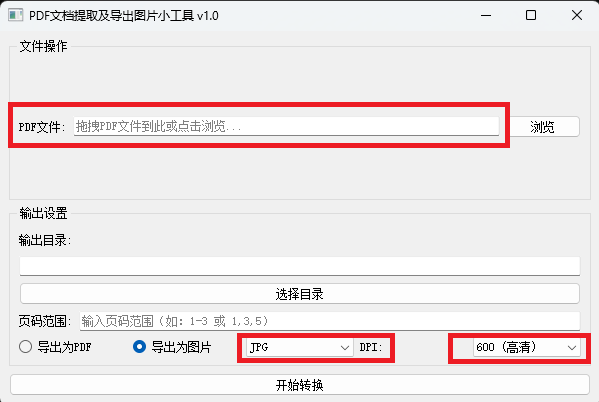 PDF文档提取及导出图片小工具 v1.0
文件操作
PDF文件: 拖拽PDF文件到此或点击浏览... 浏览
输出设置
输出目录:
选择目录
页码范围: 输入页码范围（如: 1-3 或 1,3,5）
导出为PDF 导出为图片 JPG DPI: 600 (高清)
开始转换